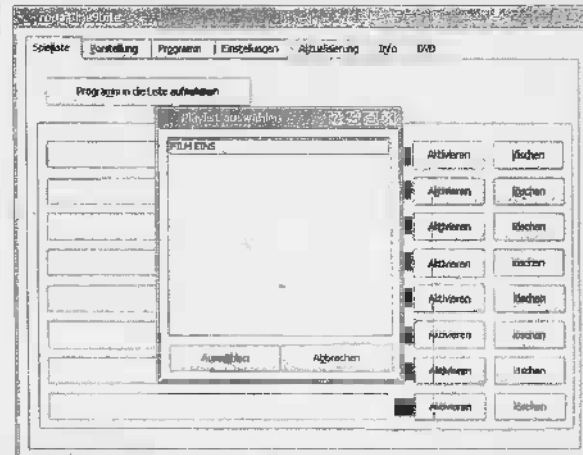 Spielliste Vorstellung Programm Einstellungen Aktualisierung Info DVD
Programm in die Liste aufnehmen
Playlist auswählen
FILM EINS
Aktivieren löschen
Aktivieren löschen
Aktivieren löschen
Aktivieren löschen
Aktivieren löschen
Aktivieren löschen
Auswählen Abbrechen
Aktivieren löschen
Aktivieren löschen